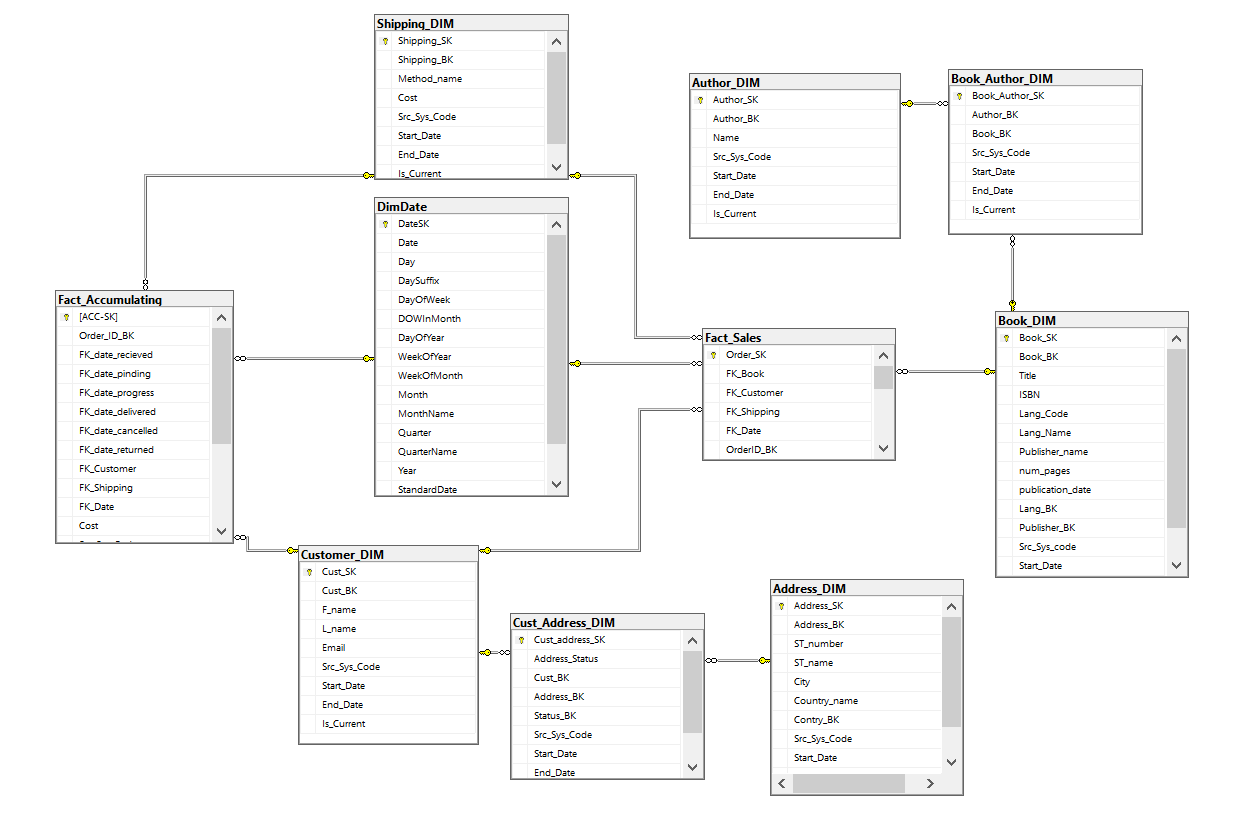 Shipping_DIM
Shipping_SK
Shipping_BK
Method_name
Cost
Src_Sys_Code
Start_Date
End_Date
Is_Current
Author_DIM
Author_SK
Author_BK
Name
Src_Sys_Code
Start_Date
End_Date
Is_Current
Book_Author_DIM
Book_Author_SK
Author_BK
Book_BK
Src_Sys_Code
Start_Date
End_Date
Is_Current
DimDate
DateSK
Date
Day
DaySuffix
DayOfWeek
DOWInMonth
DayOfYear
WeekOfYear
WeekOfMonth
Month
MonthName
Quarter
QuarterName
Year
StandardDate
Fact_Accumulating
[ACC-SK]
Order_ID_BK
FK_date_recieved
FK_date_pinding
FK_date_progress
FK_date_delivered
FK_date_cancelled
FK_date_returned
FK_Customer
FK_Shipping
FK_Date
Cost
Fact_Sales
Order_SK
FK_Book
FK_Customer
FK_Shipping
FK_Date
OrderID_BK
Book_DIM
Book_SK
Book_BK
Title
ISBN
Lang_Code
Lang_Name
Publisher_name
num_pages
publication_date
Lang_BK
Publisher_BK
Src_Sys_code
Start_Date
Customer_DIM
Cust_SK
Cust_BK
F_name
L_name
Email
Src_Sys_Code
Start_Date
End_Date
Is_Current
Cust_Address_DIM
Cust_address_SK
Address_Status
Cust_BK
Address_BK
Status_BK
Src_Sys_Code
Start_Date
End_Date
Address_DIM
Address_SK
Address_BK
ST_number
ST_name
City
Country_name
Contry_BK
Src_Sys_Code
Start_Date